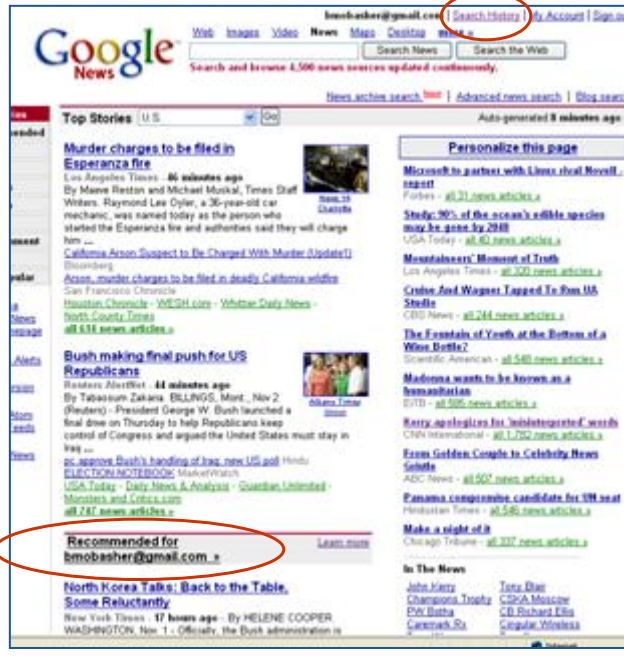 bmobasher@gmail.com | Search History | My Account | Sign
Google
News
Web Images Video News Maps Desktop more »
Search News Search the Web
Search and browse 4,500 news sources updated continuously.
News archive search | Advanced news search | Blog
Top Stories U.S. Go
Auto-generated 8 minutes ago
Murder charges to be filed in
Esperanza fire
Los Angeles Times - 46 minutes ago
By Maeve Reston and Michael Muskal, Times Staff
Writers. Raymond Lee Oyler, a 36-year-old car
mechanic, was named today as the person who
started the Esperanza fire and authorities said they will charge
him ...
California Arson Suspect to Be Charged With Murder (Update1)
Bloomberg
Arson, murder charges to be filed in deadly California wildfire
San Francisco Chronicle
Houston Chronicle - WESH.com - Whittier Daily News -
North County Times
all 614 news articles »
Bush making final push for US
Republicans
Reuters AlertNet - 44 minutes ago
By Tabassum Zakaria. BILLINGS, Mont., Nov 2
(Reuters) - President George W. Bush launched a
final drive on Thursday to help Republicans keep
control of Congress and argued the United States must stay in
Iraq ...
pc approve Bush's handling of Iraq: new US poll Hindu
ELECTION NOTEBOOK MarketWatch
USA Today - Daily News & Analysis - Guardian Unlimited -
Monsters and Critics.com
all 787 news articles »
Recommended for
bmobasher@gmail.com »
Learn more
North Korea Talks: Back to the Table,
Some Reluctantly
New York Times - 17 hours ago - By HELENE COOPER
WASHINGTON, Nov. 1 - Officially, the Bush administration is
Personalize this page
Microsoft to partner with Linux rival Novell -
report
Forbes - all 31 news articles »
Study: 90% of the ocean's edible species
may be gone by 2048
USA Today - all 40 news articles »
Mountaineers' Moment of Truth
Los Angeles Times - all 320 news articles »
Cruise And Wagner Tapped To Run UA
Studio
CBS News - all 244 news articles »
The Fountain of Youth at the Bottom of a
Wine Bottle?
Scientific American - all 548 news articles »
Madonna wants to be known as a
humanitarian
EiTB - all 585 news articles »
Kerry apologizes for 'misinterpreted' words
CNN International - all 1,752 news articles »
From Golden Couple to Celebrity News
Grist
ABC News - all 507 news articles »
Panama compromise candidate for UN seat
Hindustan Times - all 546 news articles »
Make a night of it
Chicago Tribune - all 337 news articles »
In The News
John Kerry Tony Blair
Champions Trophy CSKA Moscow
PW Botha CB Richard Ellis
Caremark Rx Cingular Wireless